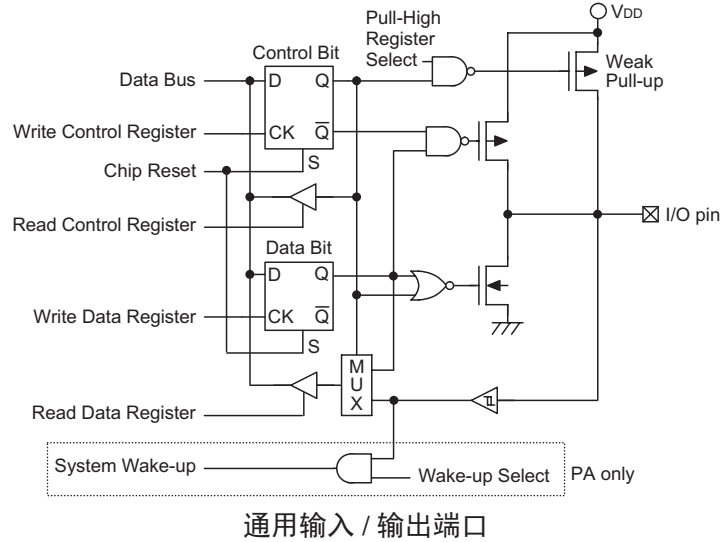 VDD
Pull-High
Register
Select
Control Bit
Weak
Pull-up
Data Bus
D
Q
Write Control Register
CK
Q
Chip Reset
S
Read Control Register
I/O pin
Data Bit
D
Q
Write Data Register
CK
Q
S
M
U
X
Read Data Register
System Wake-up
Wake-up Select
PA only
通用输入 / 输出端口